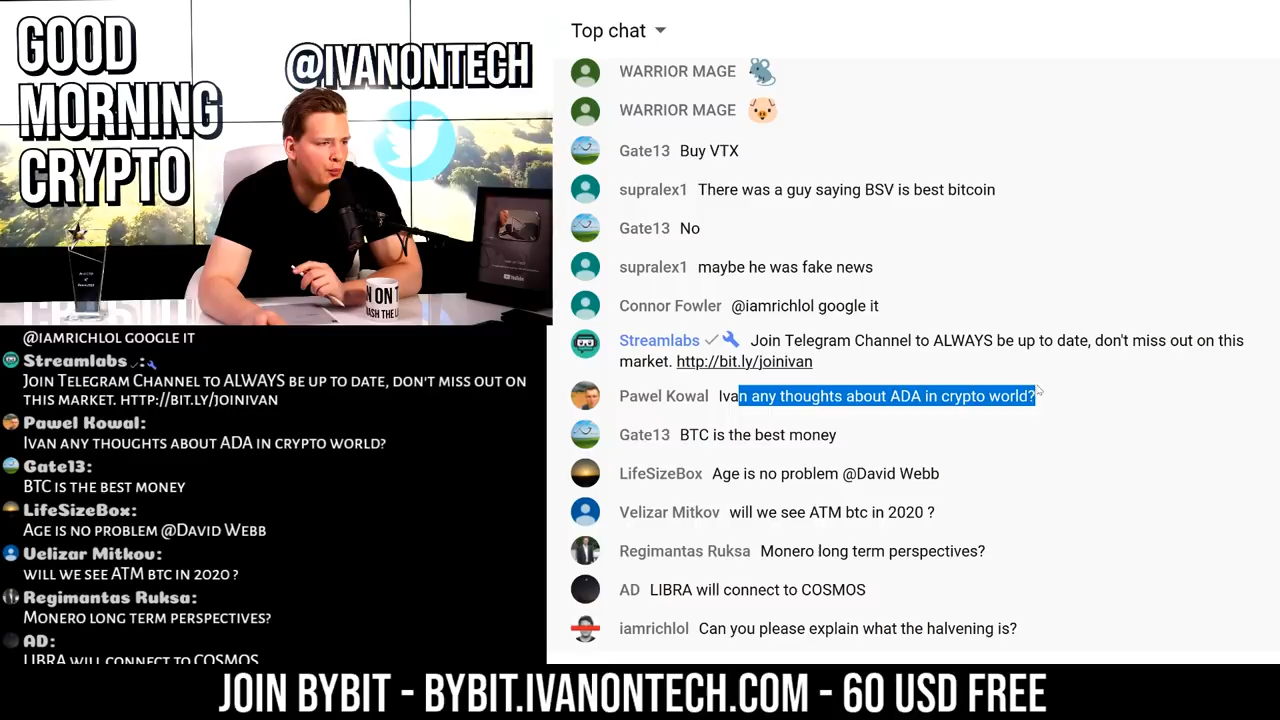 GOOD
MORNING
CRYPTO
@IVANONTECH
YouTube
N ON T
@IAMRICHLOL GOOGLE IT
Streamlabs:
JOIN TELEGRAM CHANNEL TO ALWAYS BE UP TO DATE, DON'T MISS OUT ON
THIS MARKET. HTTP://BIT.LY/JOINIVAN
Pawel Kowal:
IVAN ANY THOUGHTS ABOUT ADA IN CRYPTO WORLD?
Gate13:
BTC IS THE BEST MONEY
LifeSizeBox:
AGE IS NO PROBLEM @DAVID WEBB
Velizar Mitkov:
WILL WE SEE ATM BTC IN 2020 ?
Regimantas Ruksa:
MONERO LONG TERM PERSPECTIVES?
AD:
LIBRA WILL CONNECT TO COSMOS
Top chat
WARRIOR MAGE 🐁
WARRIOR MAGE 🐷
Gate13 Buy VTX
supralex1 There was a guy saying BSV is best bitcoin
Gate13 No
supralex1 maybe he was fake news
Connor Fowler @iamrichlol google it
Streamlabs Join Telegram Channel to ALWAYS be up to date, don't miss out on this
market. http://bit.ly/joinivan
Pawel Kowal Ivan any thoughts about ADA in crypto world?
Gate13 BTC is the best money
LifeSizeBox Age is no problem @David Webb
Velizar Mitkov will we see ATM btc in 2020 ?
Regimantas Ruksa Monero long term perspectives?
AD LIBRA will connect to COSMOS
iamrichlol Can you please explain what the halvening is?
JOIN BYBIT - BYBIT.IVANONTECH.COM - 60 USD FREE